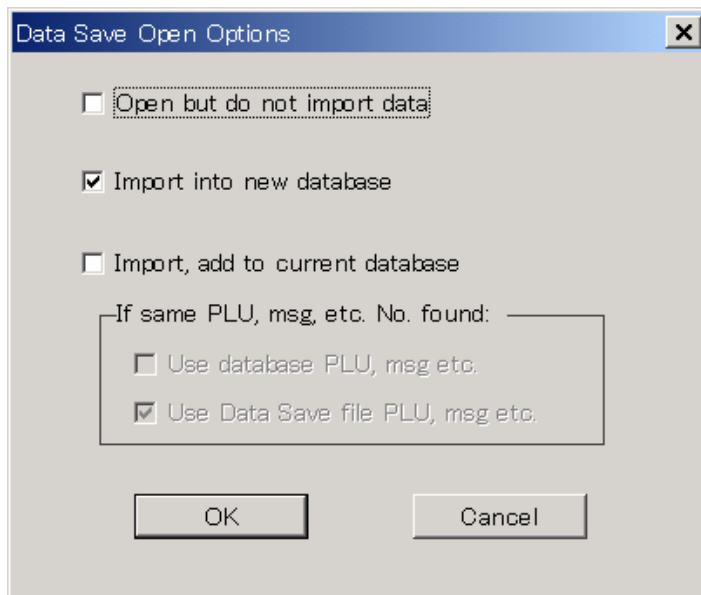 Data Save Open Options
Open but do not import data
Import into new database
Import, add to current database
If same PLU, msg, etc. No. found:
Use database PLU, msg etc.
Use Data Save file PLU, msg etc.
OK
Cancel